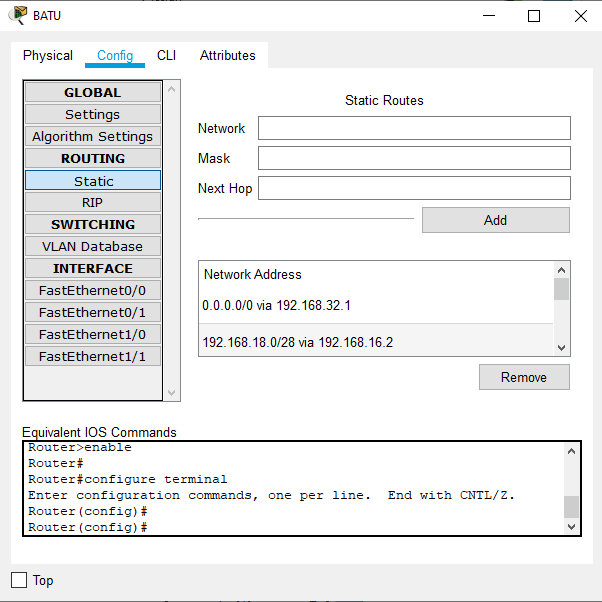 BATU
Physical Config CLI Attributes
GLOBAL
Settings
Algorithm Settings
ROUTING
Static
RIP
SWITCHING
VLAN Database
INTERFACE
FastEthernet0/0
FastEthernet0/1
FastEthernet1/0
FastEthernet1/1
Static Routes
Network
Mask
Next Hop
Add
Network Address
0.0.0.0/0 via 192.168.32.1
192.168.18.0/28 via 192.168.16.2
Remove
Equivalent IOS Commands
Router>enable
Router#
Router#configure terminal
Enter configuration commands, one per line.  End with CNTL/Z.
Router(config)#
Router(config)#
Top